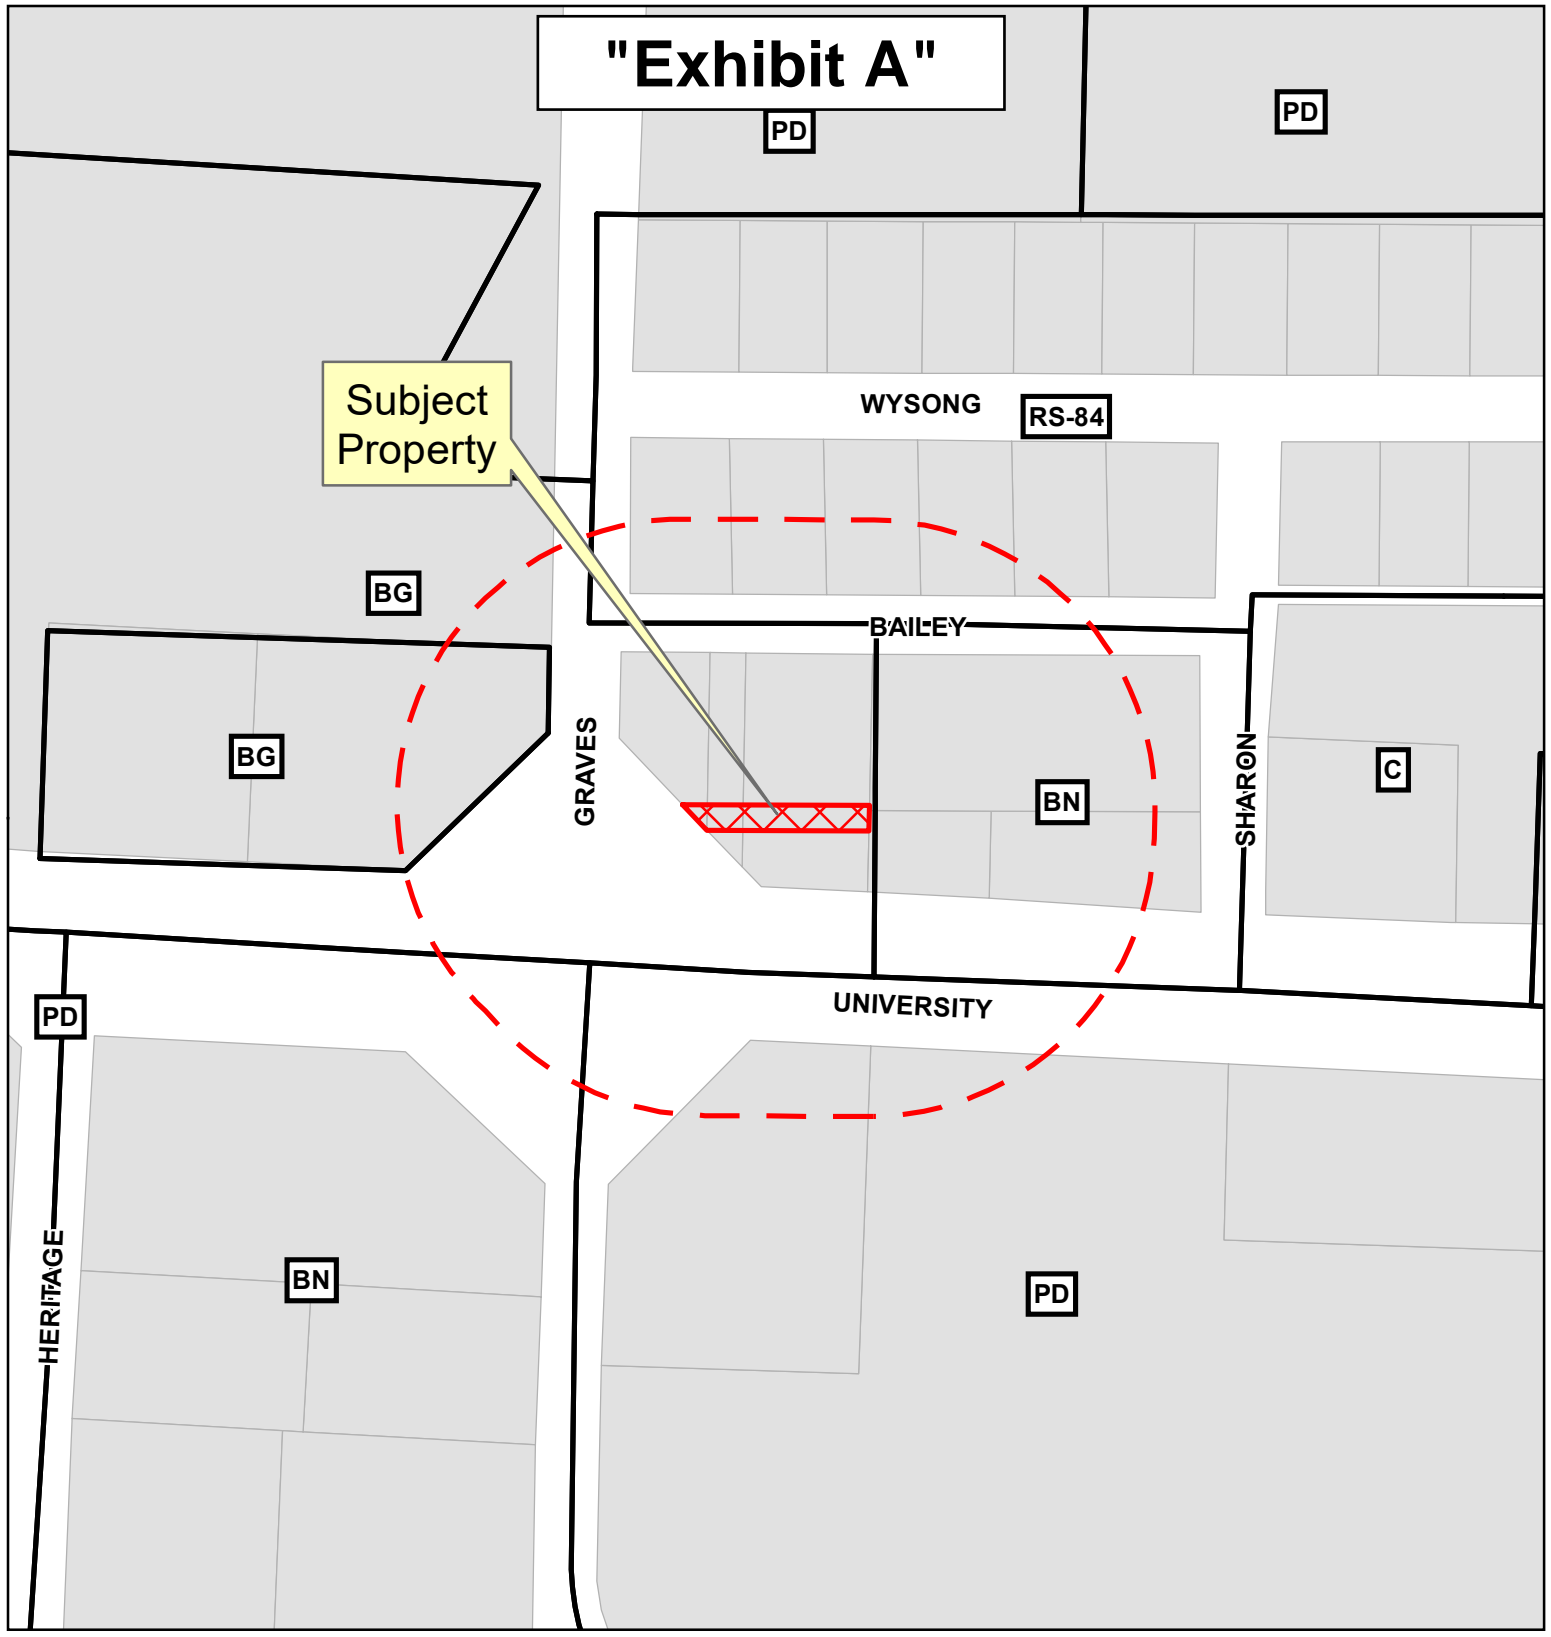 "Exhibit A"
PD
PD
Subject
Property
WYSONG
RS-84
BG
BAILEY
GRAVES
BG
SHARON
C
BN
PD
UNIVERSITY
HERITAGE
BN
PD